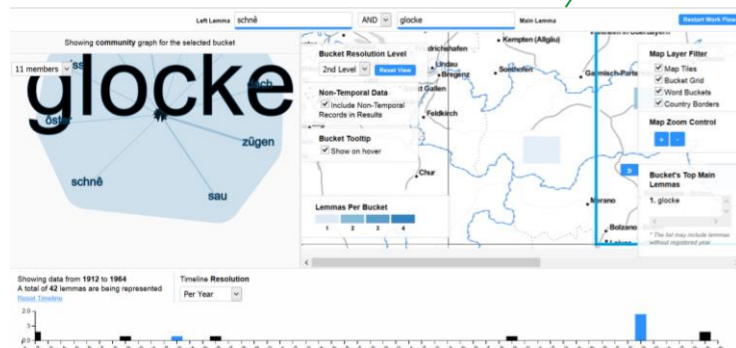 Left Lemma schnê AND glocke Main Lemma Restart Work Flow
Showing community graph for the selected bucket
11 members
glocke
öster
zügen
schnê
sau
Bucket Resolution Level
2nd Level Reset View
Non-Temporal Data
Include Non-Temporal
Records in Results
Bucket Tooltip
Show on hover
Lemmas Per Bucket
1 2 3 4
Kempten (Allgäu)
drichshafen
Lindau
Bregenz
Sonthofen
Garmisch-Parte
Gallen
Feldkirch
Chur
Merano
Bolzano
Map Layer Filter
Map Tiles
Bucket Grid
Word Buckets
Country Borders
Map Zoom Control
+ -
»
Bucket's Top Main
Lemmas
1. glocke
* The list may include lemmas
without registered year
Showing data from 1912 to 1964
A total of 42 lemmas are being represented
Reset Timeline
Timeline Resolution
Per Year
2.0
0.0